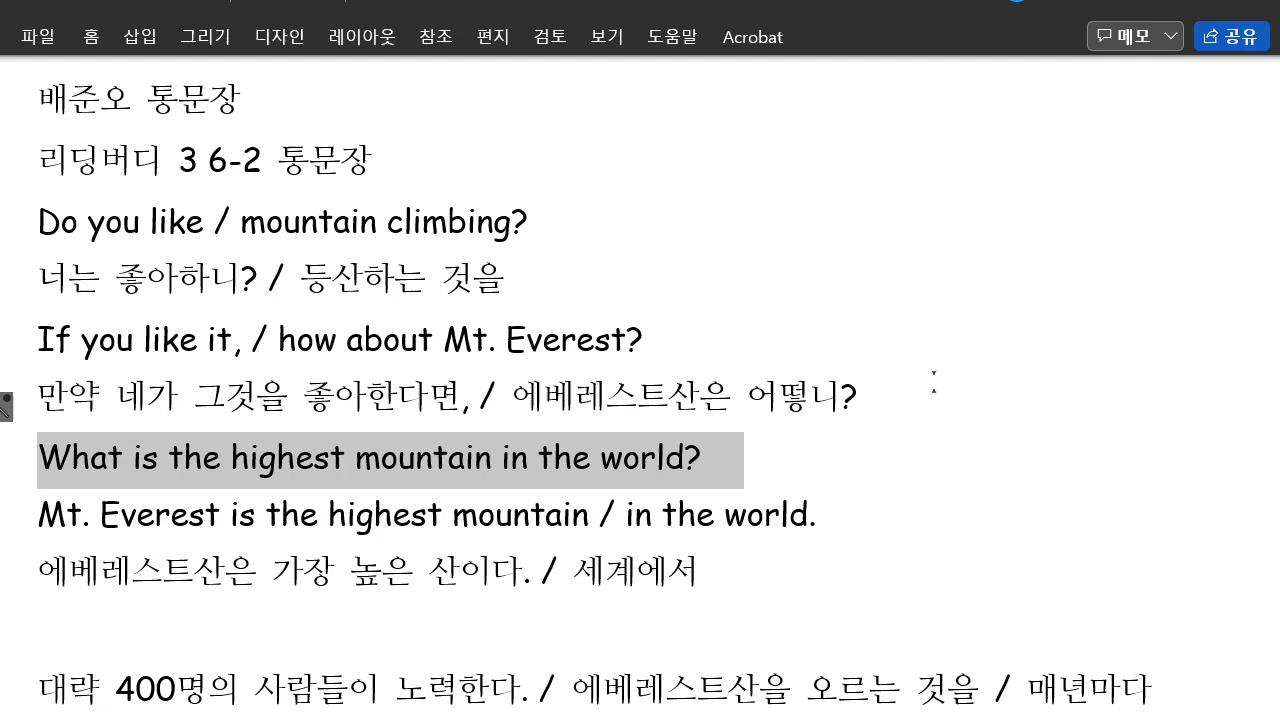 파일 홈 삽입 그리기 디자인 레이아웃 참조 편지 검토 보기 도움말 Acrobat 메모 공유
배준오 통문장
리딩버디 3 6-2 통문장
Do you like / mountain climbing?
너는 좋아하니? / 등산하는 것을
If you like it, / how about Mt. Everest?
만약 네가 그것을 좋아한다면, / 에베레스트산은 어떻니?
What is the highest mountain in the world?
Mt. Everest is the highest mountain / in the world.
에베레스트산은 가장 높은 산이다. / 세계에서
대략 400명의 사람들이 노력한다. / 에베레스트산을 오르는 것을 / 매년마다